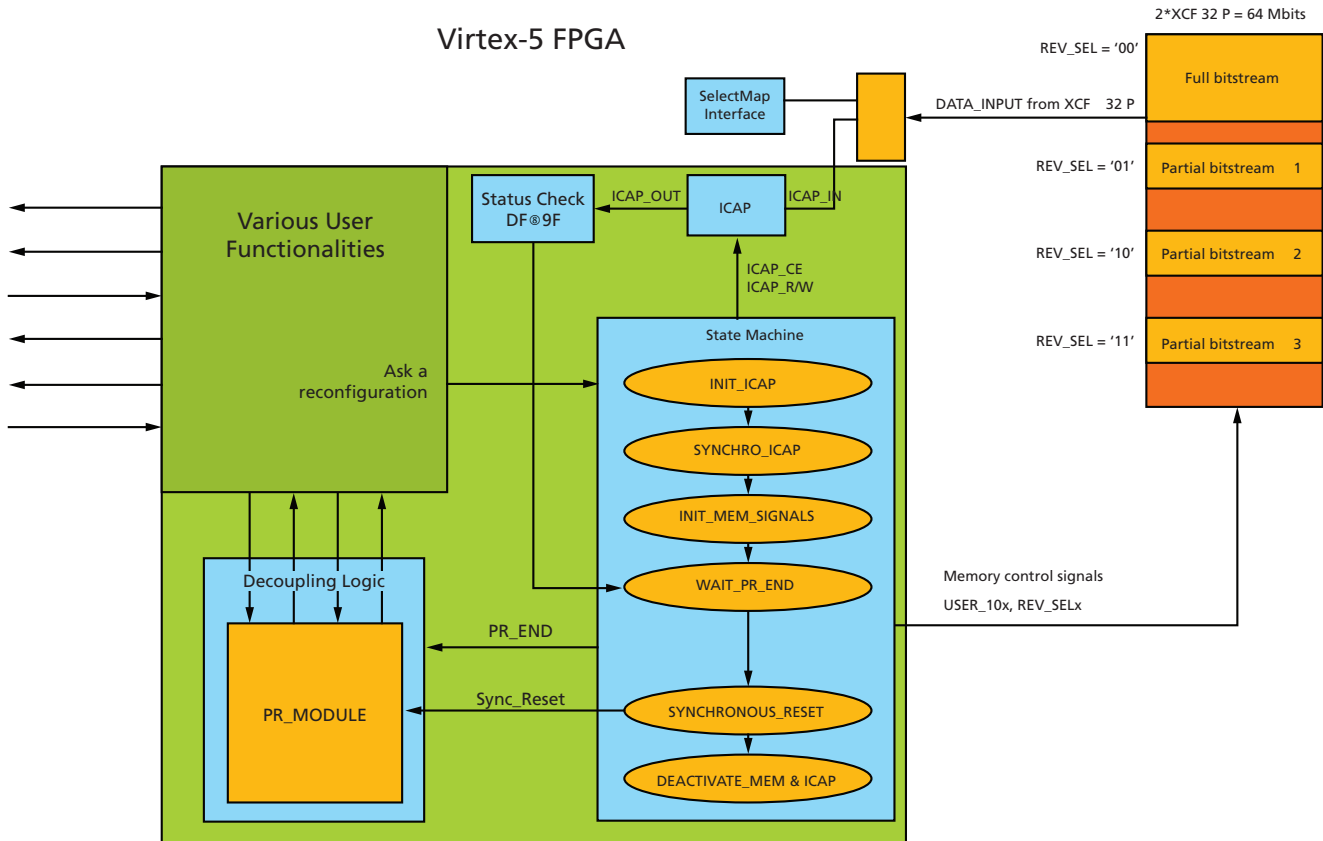 2*XCF 32 P = 64 Mbits
Virtex-5 FPGA
REV_SEL = ‘00’
Full bitstream
SelectMap
Interface
DATA_INPUT from XCF 32 P
REV_SEL = ‘01’
Partial bitstream 1
Various User
Functionalities
Status Check
DF®9F
ICAP_OUT
ICAP
ICAP_IN
REV_SEL = ‘10’
Partial bitstream 2
ICAP_CE
ICAP_R/W
State Machine
REV_SEL = ‘11’
Partial bitstream 3
Ask a
reconfiguration
INIT_ICAP
SYNCHRO_ICAP
INIT_MEM_SIGNALS
Decoupling Logic
WAIT_PR_END
Memory control signals
USER_10x, REV_SELx
PR_END
Sync_Reset
PR_MODULE
SYNCHRONOUS_RESET
DEACTIVATE_MEM & ICAP